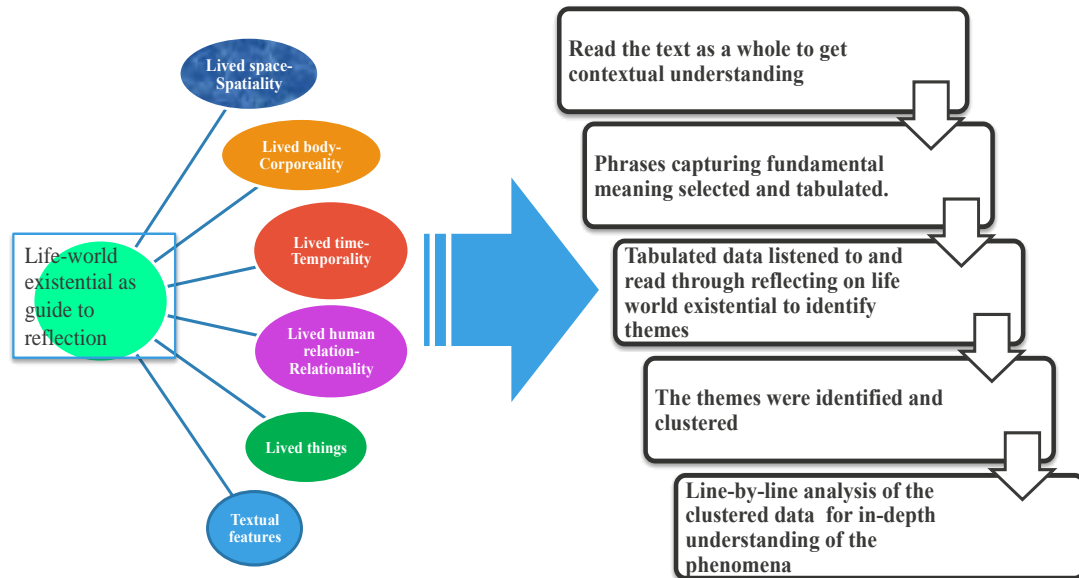 Life-world
existential as
guide to
reflection
Lived space-
Spatiality
Lived body-
Corporeality
Lived time-
Temporality
Lived human
relation-
Relationality
Lived things
Textual
features
Read the text as a whole to get
contextual understanding
Phrases capturing fundamental
meaning selected and tabulated.
Tabulated data listened to and
read through reflecting on life
world existential to identify
themes
The themes were identified and
clustered
Line-by-line analysis of the
clustered data for in-depth
understanding of the
phenomena